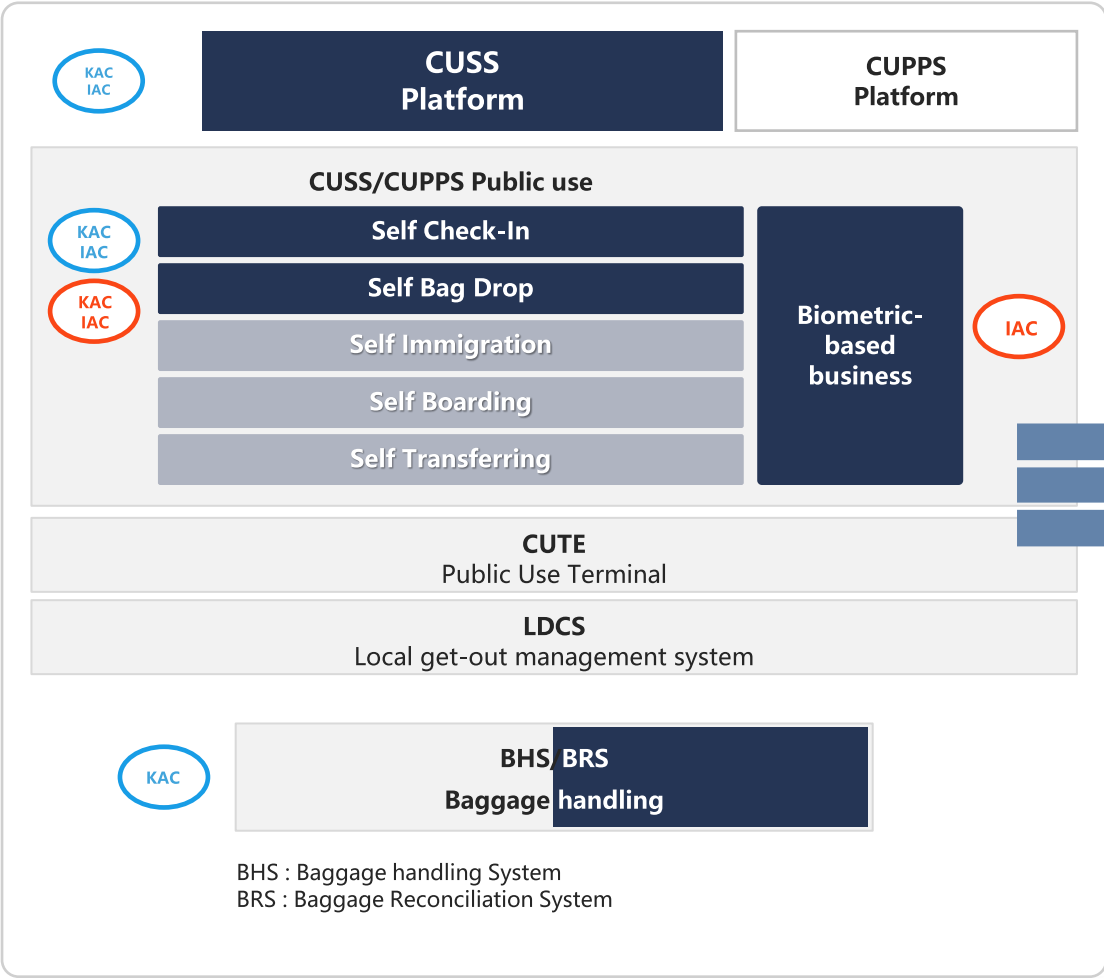 KAC
IAC
CUSS
Platform
CUPPS
Platform
CUSS/CUPPS Public use
KAC
IAC
KAC
IAC
Self Check-In
Self Bag Drop
Self Immigration
Self Boarding
Self Transferring
Biometric-
based
business
IAC
CUTE
Public Use Terminal
LDCS
Local get-out management system
KAC
BHS/BRS
Baggage handling
BHS : Baggage handling System
BRS : Baggage Reconciliation System